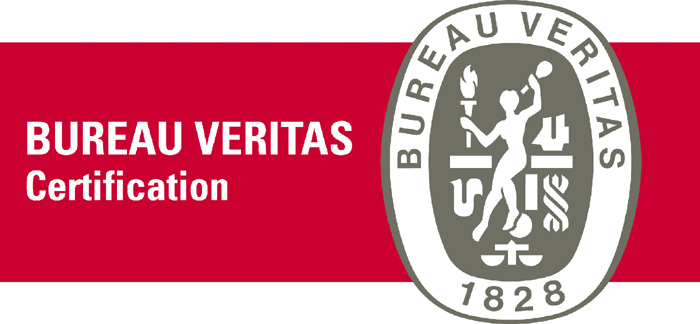 BUREAU VERITAS
Certification
BUREAU VERITAS
1828